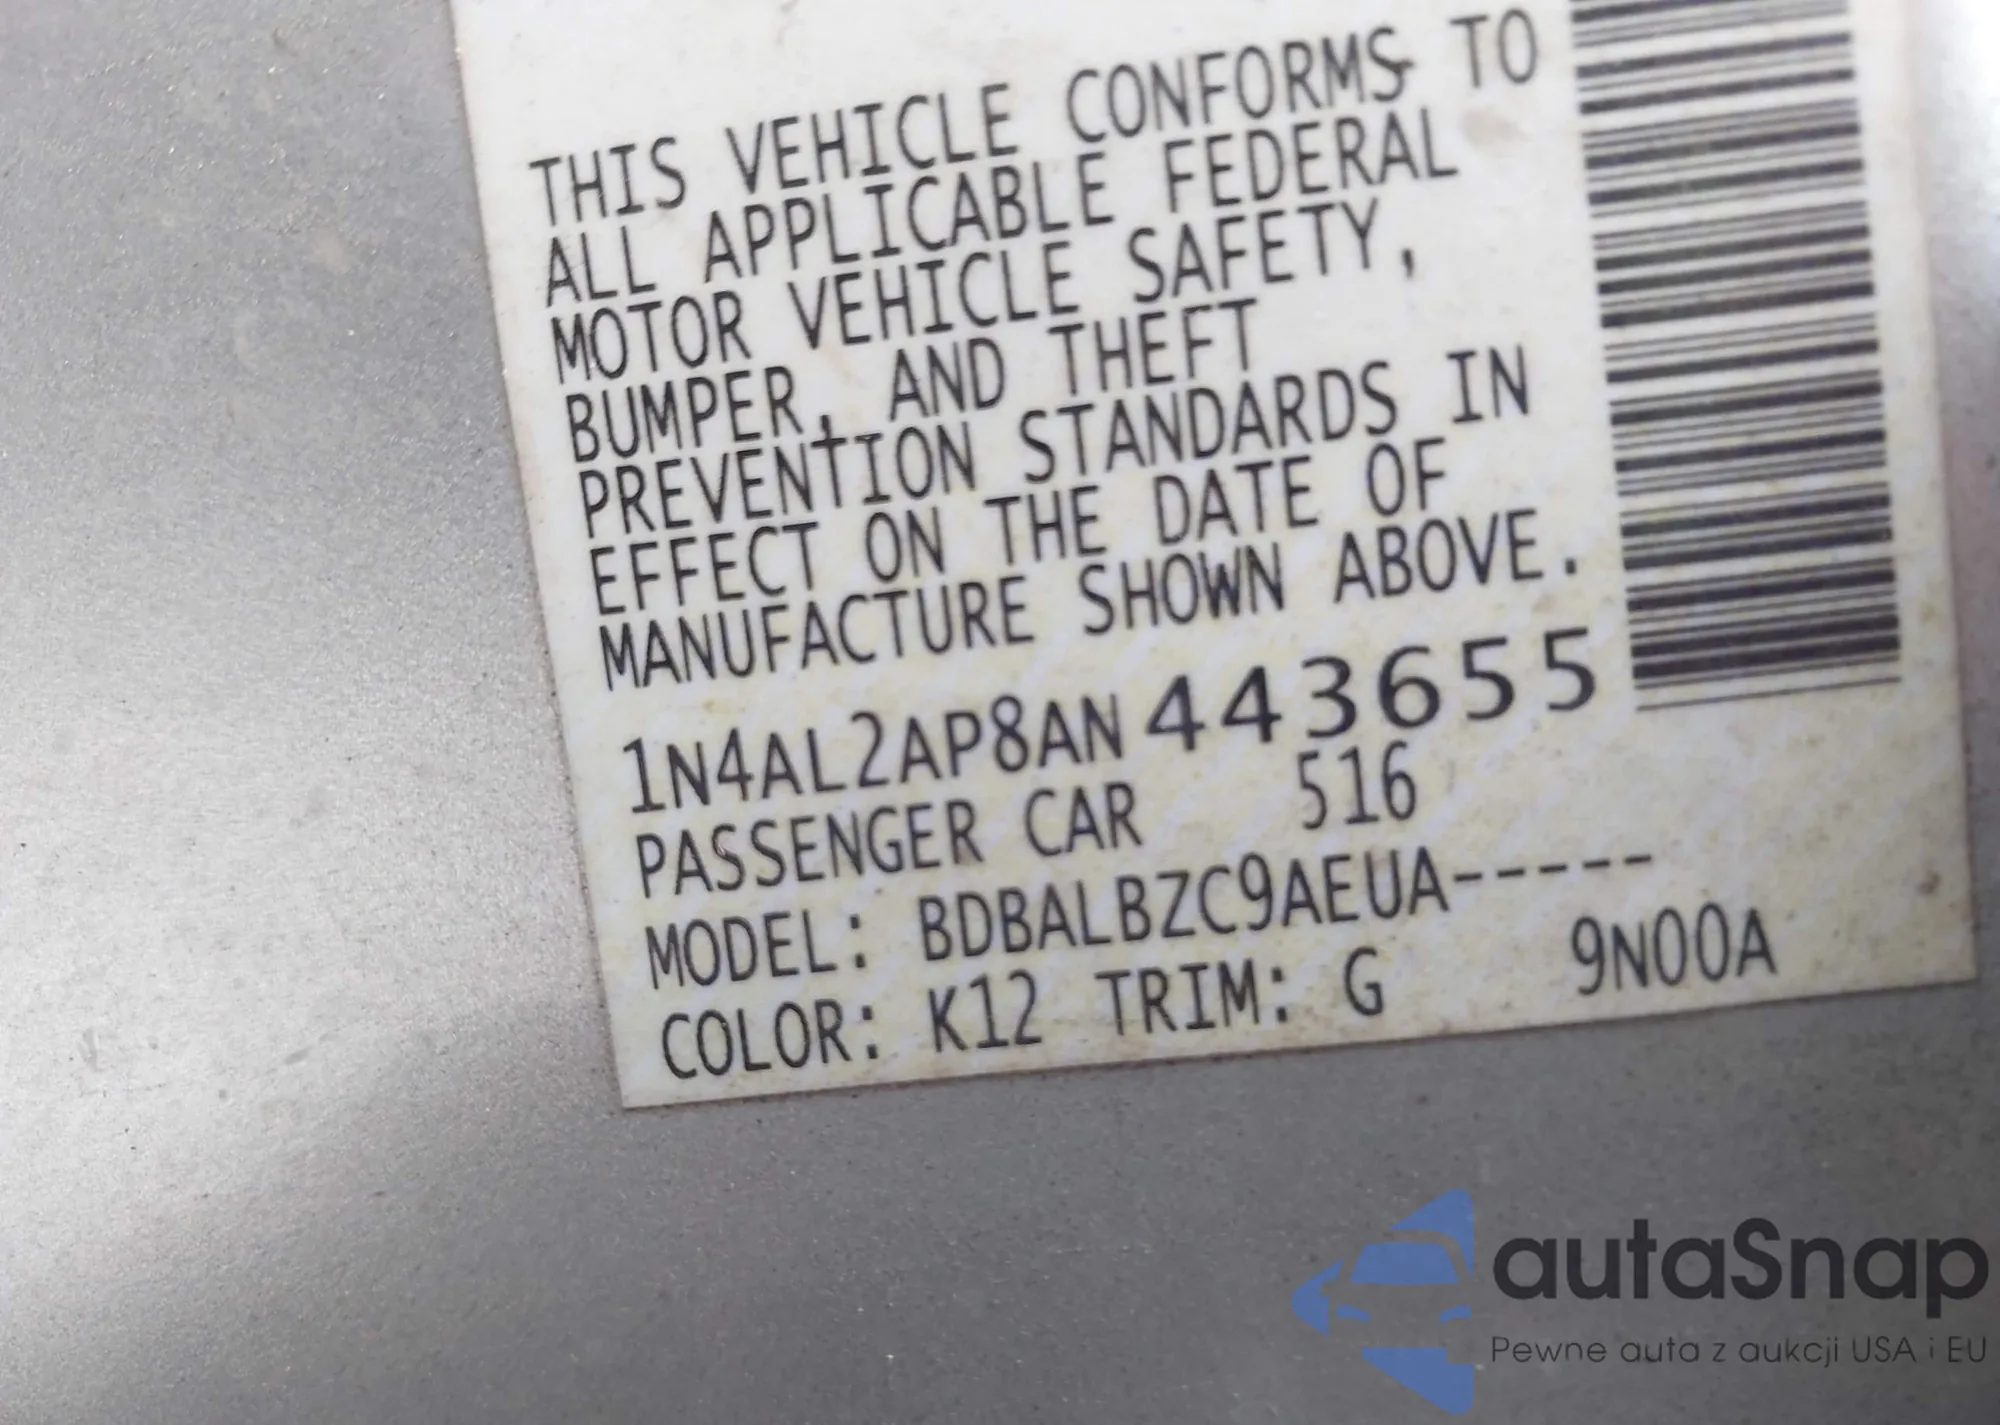 THIS VEHICLE CONFORMS TO
ALL APPLICABLE FEDERAL
MOTOR VEHICLE SAFETY,
BUMPER, AND THEFT
PREVENTION STANDARDS IN
EFFECT ON THE DATE OF
MANUFACTURE SHOWN ABOVE.
1N4AL2AP8AN443655
PASSENGER CAR 516
MODEL: BDBALBZC9AEUA-----
COLOR: K12 TRIM: G 9N00A
autaSnap
Pewne auta z aukcji USA i EU